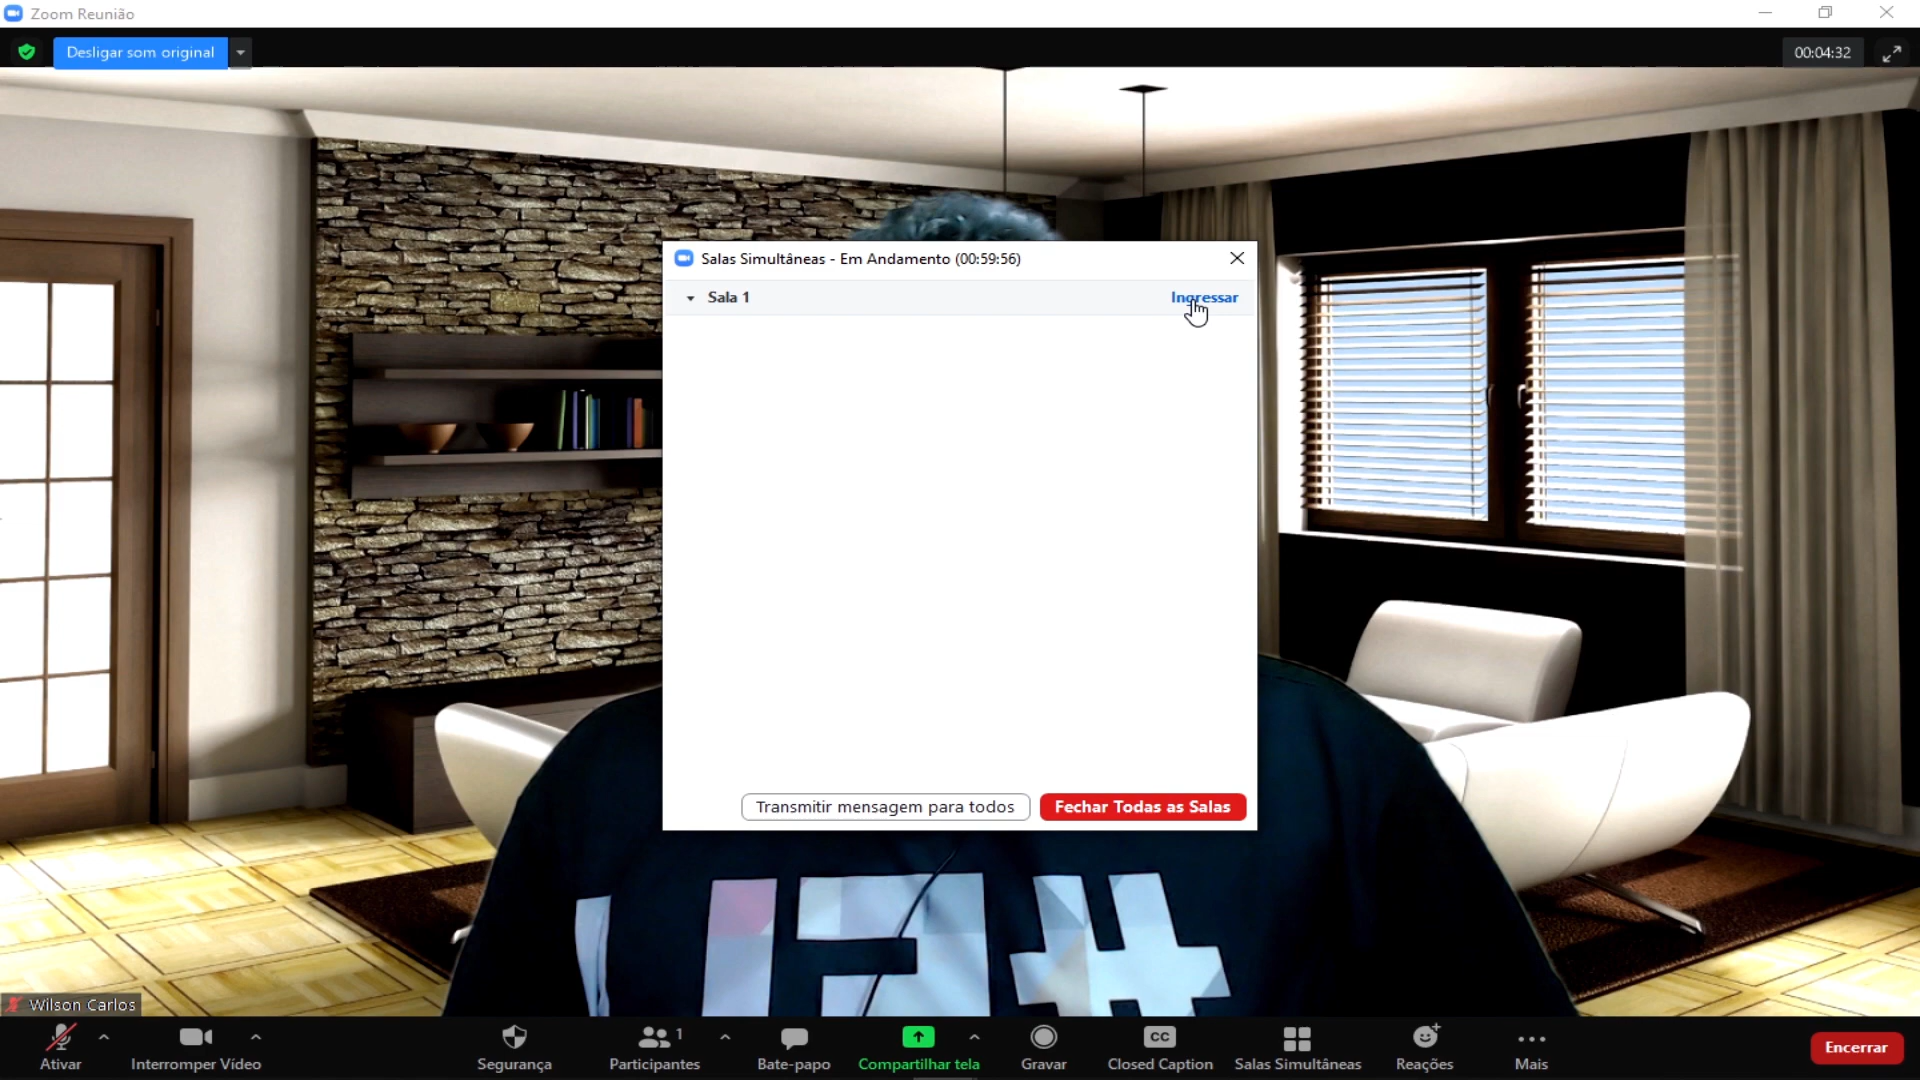 Zoom Reunião
Desligar som original
00:04:32
Salas Simultâneas - Em Andamento (00:59:56)
Sala 1
Ingressar
Transmitir mensagem para todos
Fechar Todas as Salas
Wilson Carlos
Ativar
Interromper Vídeo
Segurança
Participantes
1
Bate-papo
Compartilhar tela
Gravar
CC
Closed Caption
Salas Simultâneas
Reações
Mais
Encerrar